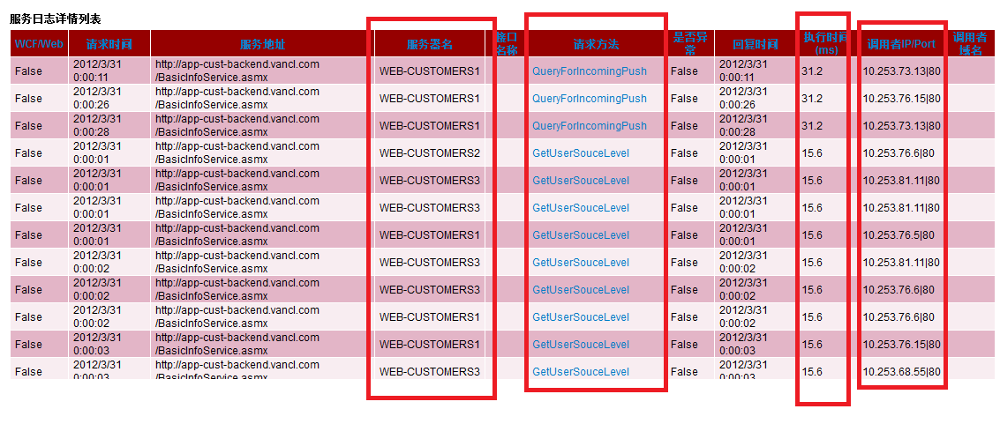 服务日志详情列表
WCF/Web 请求时间 服务地址 服务器名 接口名称 请求方法 是否异常 回复时间 执行时间(ms) 调用者IP/Port 调用者域名
False 2012/3/31 0:00:11 http://app-cust-backend.vancl.com/BasicInfoService.asmx WEB-CUSTOMERS1 QueryForIncomingPush False 2012/3/31 0:00:11 31.2 10.253.73.13|80
False 2012/3/31 0:00:26 http://app-cust-backend.vancl.com/BasicInfoService.asmx WEB-CUSTOMERS1 QueryForIncomingPush False 2012/3/31 0:00:26 31.2 10.253.76.15|80
False 2012/3/31 0:00:28 http://app-cust-backend.vancl.com/BasicInfoService.asmx WEB-CUSTOMERS1 QueryForIncomingPush False 2012/3/31 0:00:28 31.2 10.253.73.13|80
False 2012/3/31 0:00:01 http://app-cust-backend.vancl.com/BasicInfoService.asmx WEB-CUSTOMERS2 GetUserSouceLevel False 2012/3/31 0:00:01 15.6 10.253.76.6|80
False 2012/3/31 0:00:01 http://app-cust-backend.vancl.com/BasicInfoService.asmx WEB-CUSTOMERS3 GetUserSouceLevel False 2012/3/31 0:00:01 15.6 10.253.81.11|80
False 2012/3/31 0:00:01 http://app-cust-backend.vancl.com/BasicInfoService.asmx WEB-CUSTOMERS3 GetUserSouceLevel False 2012/3/31 0:00:01 15.6 10.253.81.11|80
False 2012/3/31 0:00:01 http://app-cust-backend.vancl.com/BasicInfoService.asmx WEB-CUSTOMERS1 GetUserSouceLevel False 2012/3/31 0:00:01 15.6 10.253.76.5|80
False 2012/3/31 0:00:02 http://app-cust-backend.vancl.com/BasicInfoService.asmx WEB-CUSTOMERS3 GetUserSouceLevel False 2012/3/31 0:00:02 15.6 10.253.81.11|80
False 2012/3/31 0:00:02 http://app-cust-backend.vancl.com/BasicInfoService.asmx WEB-CUSTOMERS3 GetUserSouceLevel False 2012/3/31 0:00:02 15.6 10.253.76.6|80
False 2012/3/31 0:00:02 http://app-cust-backend.vancl.com/BasicInfoService.asmx WEB-CUSTOMERS1 GetUserSouceLevel False 2012/3/31 0:00:02 15.6 10.253.76.6|80
False 2012/3/31 0:00:03 http://app-cust-backend.vancl.com/BasicInfoService.asmx WEB-CUSTOMERS1 GetUserSouceLevel False 2012/3/31 0:00:03 15.6 10.253.76.15|80
False 2012/3/31 0:00:03 http://app-cust-backend.vancl.com/BasicInfoService.asmx WEB-CUSTOMERS3 GetUserSouceLevel False 2012/3/31 0:00:03 15.6 10.253.68.55|80